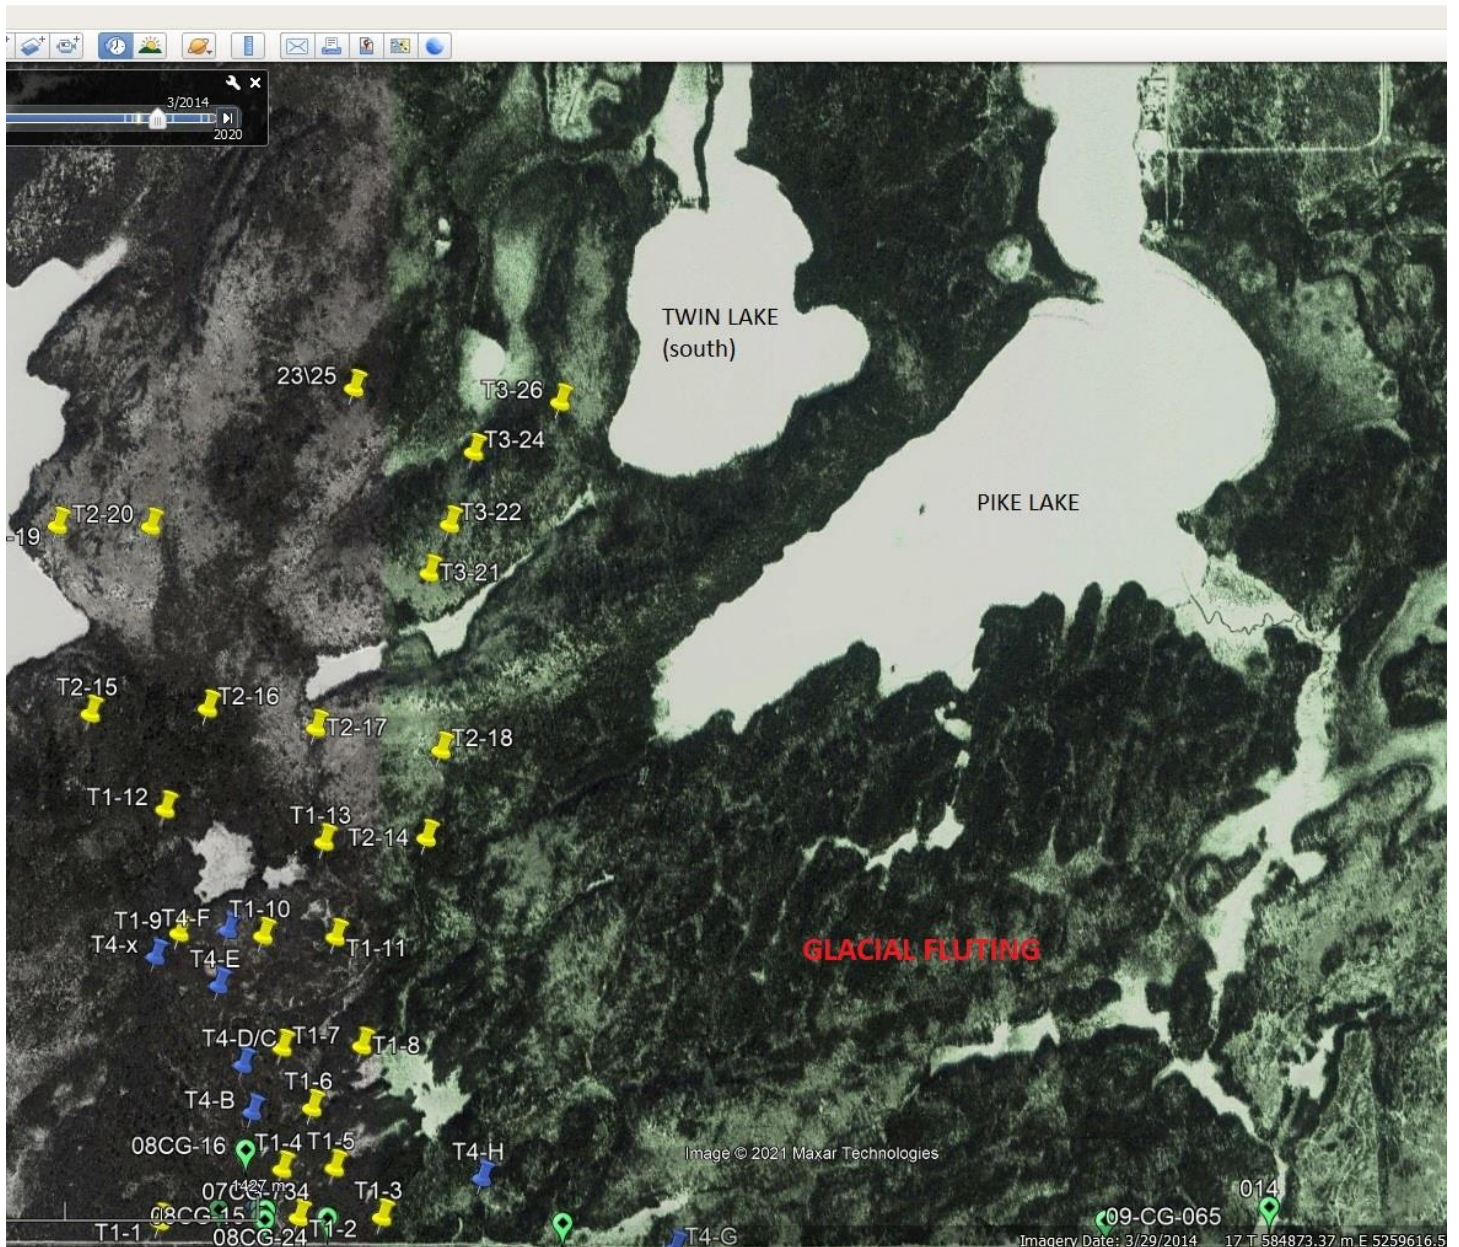 3/2014
2020
TWIN LAKE
(south)
23\25
T3-26
T3-24
PIKE LAKE
T2-20
T3-22
-19
T3-21
T2-15
T2-16
T2-17
T2-18
T1-12
T1-13
T2-14
T1-9
T4-F
T1-10
T4-x
T1-11
T4-E
GLACIAL FLUTING
T4-D/C
T1-7
T1-8
T1-6
T4-B
08CG-16
T1-4
T1-5
T4-H
Image © 2021 Maxar Technologies
1427 m
T1-3
014
08CG-15
09-CG-065
T1-1
08CG-24
T1-2
T4-G
Imagery Date: 3/29/2014
17 T 584873.37 m E 5259616.5